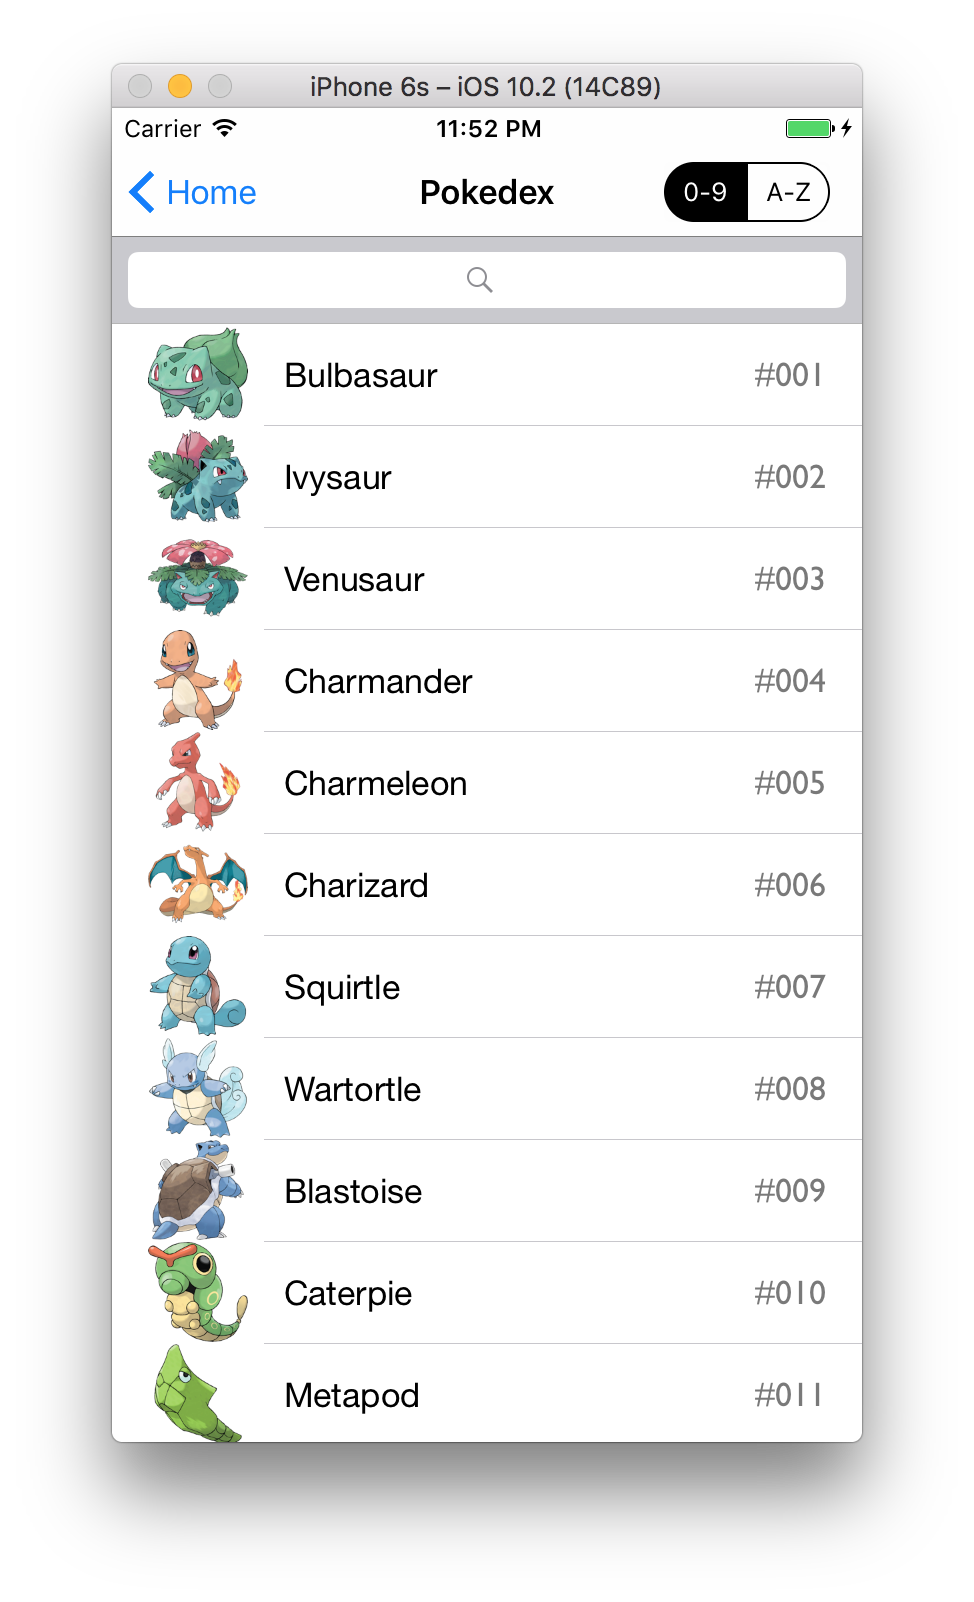 iPhone 6s – iOS 10.2 (14C89)
Carrier 11:52 PM
Home Pokedex 0-9 A-Z
Bulbasaur #001
Ivysaur #002
Venusaur #003
Charmander #004
Charmeleon #005
Charizard #006
Squirtle #007
Wartortle #008
Blastoise #009
Caterpie #010
Metapod #011